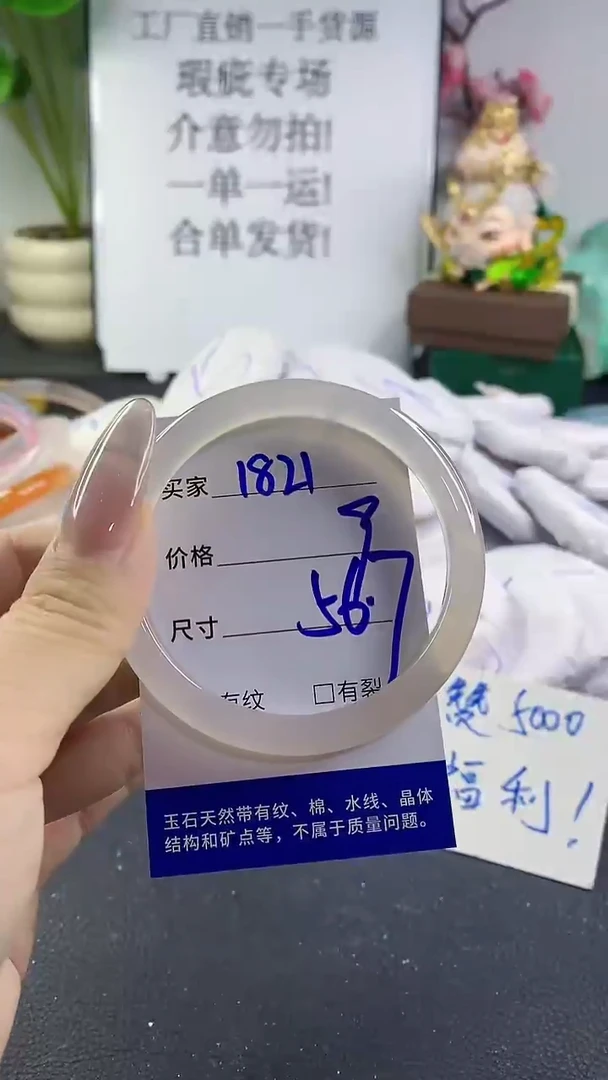 工厂直销一手货源
瑕疵专场
介意勿拍!
一单一运!
合单发货!
买家 1821
价格
尺寸 56.7
有纹 □有裂
玉石天然带有纹、棉、水线、晶体
结构和矿点等，不属于质量问题。
赞 5000
福利!